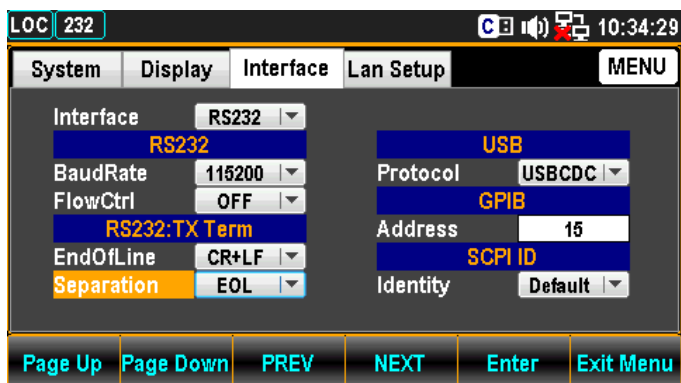 LOC 232 C 10:34:29
System Display Interface Lan Setup MENU
Interface RS232
RS232 USB
BaudRate 115200 Protocol USBCDC
FlowCtrl OFF GPIB
RS232:TX Term Address 15
EndOfLine CR+LF SCPI ID
Separation EOL Identity Default
Page Up Page Down PREV NEXT Enter Exit Menu